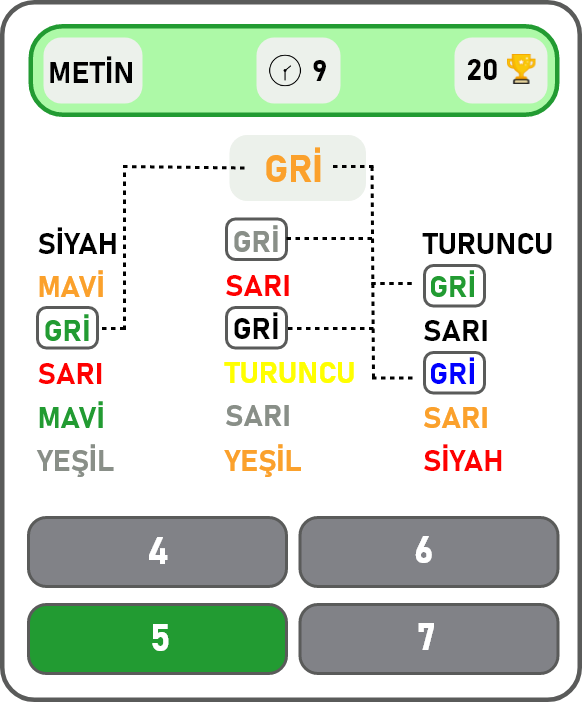 METİN 9 20
GRİ
SİYAH GRİ TURUNCU
MAVİ SARI GRİ
GRİ GRİ SARI
SARI TURUNCU GRİ
MAVİ SARI SARI
YEŞİL YEŞİL SİYAH
4 6
5 7